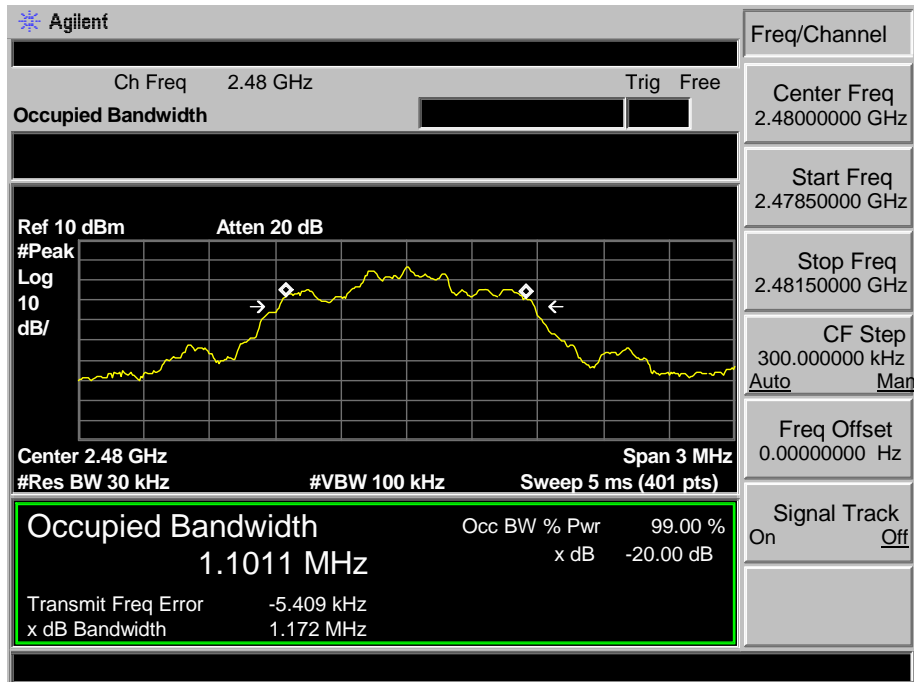 Agilent
Freq/Channel
Ch Freq 2.48 GHz Trig Free
Occupied Bandwidth
Center Freq
2.48000000 GHz
Start Freq
2.47850000 GHz
Stop Freq
2.48150000 GHz
CF Step
300.000000 kHz
Auto Man
Freq Offset
0.00000000 Hz
Signal Track
On Off
Ref 10 dBm Atten 20 dB
#Peak
Log
10
dB/
Center 2.48 GHz Span 3 MHz
#Res BW 30 kHz #VBW 100 kHz Sweep 5 ms (401 pts)
Occupied Bandwidth Occ BW % Pwr 99.00 %
1.1011 MHz x dB -20.00 dB
Transmit Freq Error -5.409 kHz
x dB Bandwidth 1.172 MHz